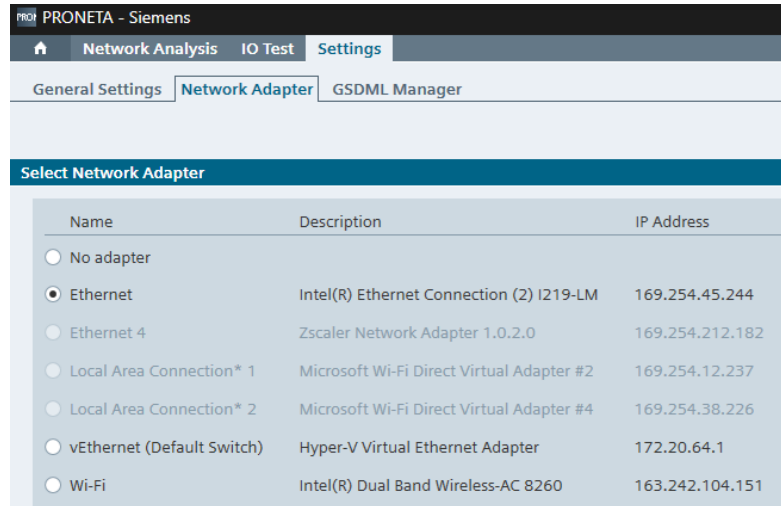 PRONETA - Siemens
Network Analysis IO Test Settings
General Settings Network Adapter GSDML Manager
Select Network Adapter
Name Description IP Address
No adapter
Ethernet Intel(R) Ethernet Connection (2) I219-LM 169.254.45.244
Ethernet 4 Zscaler Network Adapter 1.0.2.0 169.254.212.182
Local Area Connection* 1 Microsoft Wi-Fi Direct Virtual Adapter #2 169.254.12.237
Local Area Connection* 2 Microsoft Wi-Fi Direct Virtual Adapter #4 169.254.38.226
vEthernet (Default Switch) Hyper-V Virtual Ethernet Adapter 172.20.64.1
Wi-Fi Intel(R) Dual Band Wireless-AC 8260 163.242.104.151